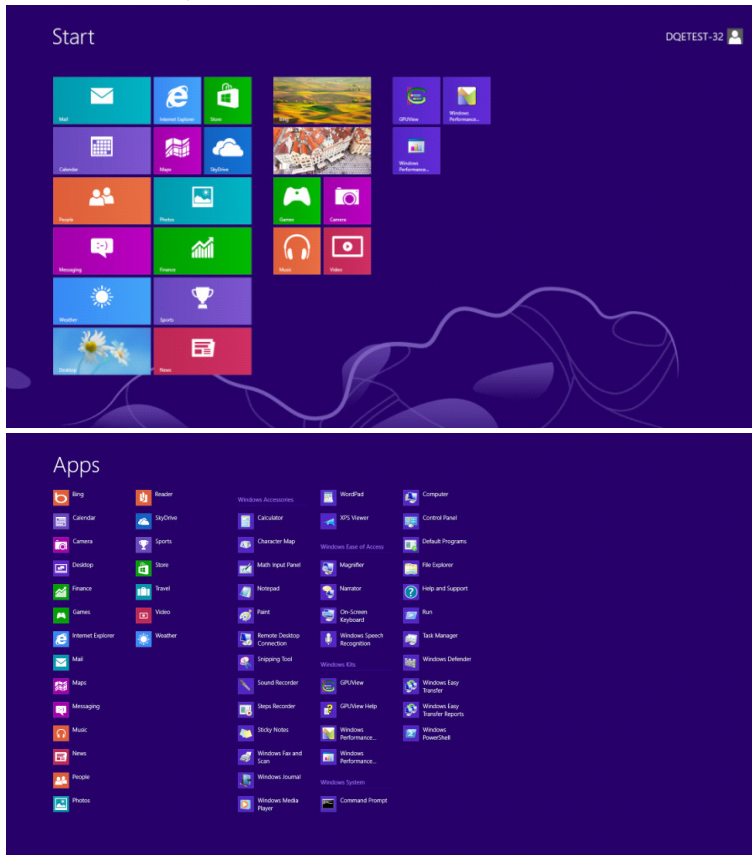 Start
DQETEST-32
Mail
Internet Explorer
Store
Calendar
Maps
SkyDrive
People
Photos
Messaging
Finance
Weather
Sports
Desktop
News
Bing
Games
Camera
Music
Video
GPUView
Windows
Performance...
Windows
Performance...
Apps
Bing
Calendar
Camera
Desktop
Finance
Games
Internet Explorer
Mail
Maps
Messaging
Music
News
People
Photos
Reader
SkyDrive
Sports
Store
Travel
Video
Weather
Windows Accessories
Calculator
Character Map
Math Input Panel
Notepad
Paint
Remote Desktop
Connection
Snipping Tool
Sound Recorder
Steps Recorder
Sticky Notes
Windows Fax and
Scan
Windows Journal
Windows Media
Player
WordPad
XPS Viewer
Windows Ease of Access
Magnifier
Narrator
On-Screen
Keyboard
Windows Speech
Recognition
Windows Kits
GPUView
GPUView Help
Windows
Performance...
Windows
Performance...
Windows System
Command Prompt
Computer
Control Panel
Default Programs
File Explorer
Help and Support
Run
Task Manager
Windows Defender
Windows Easy
Transfer
Windows Easy
Transfer Reports
Windows
PowerShell